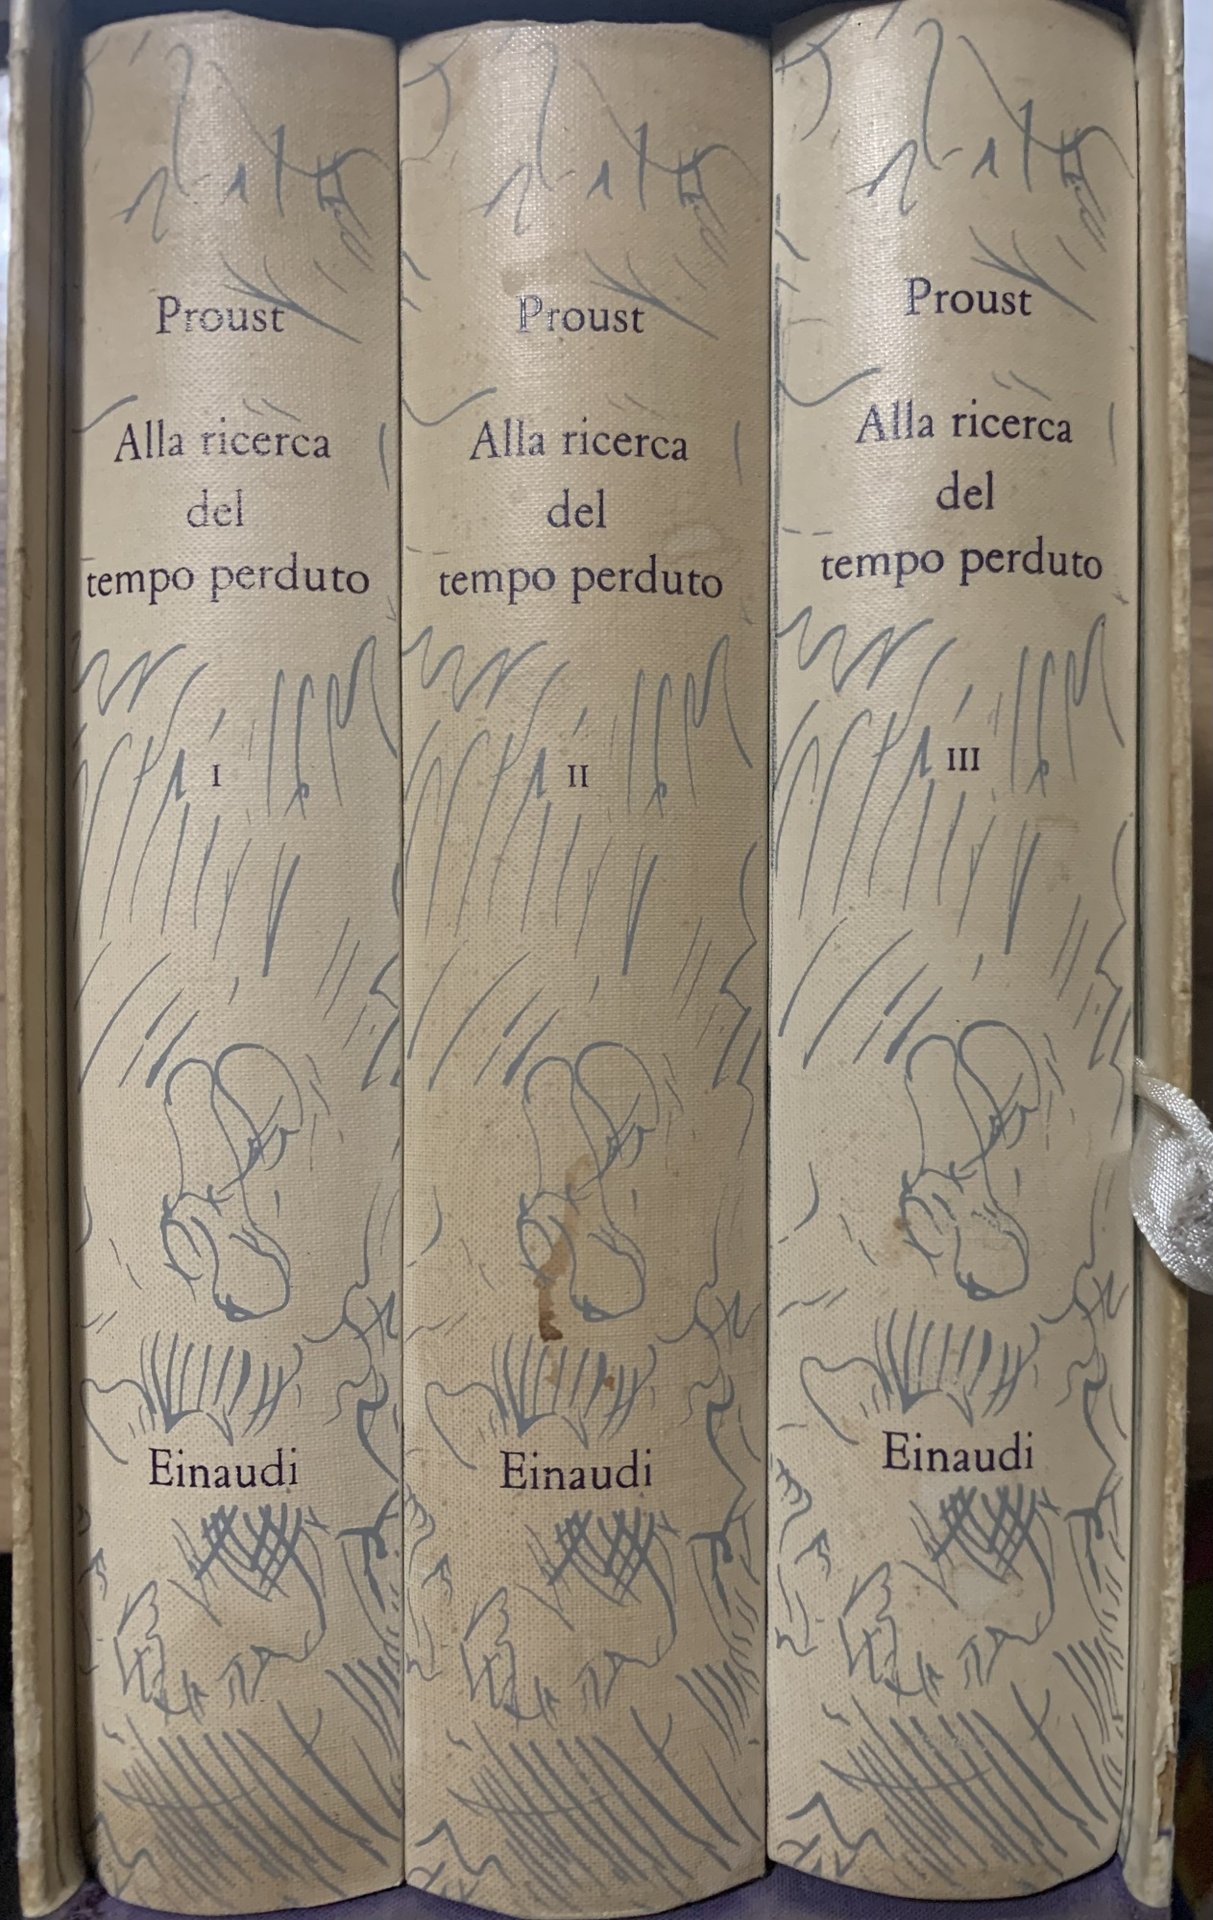 Proust
Alla ricerca
del
tempo perduto
I
Einaudi
Proust
Alla ricerca
del
tempo perduto
II
Einaudi
Proust
Alla ricerca
del
tempo perduto
III
Einaudi